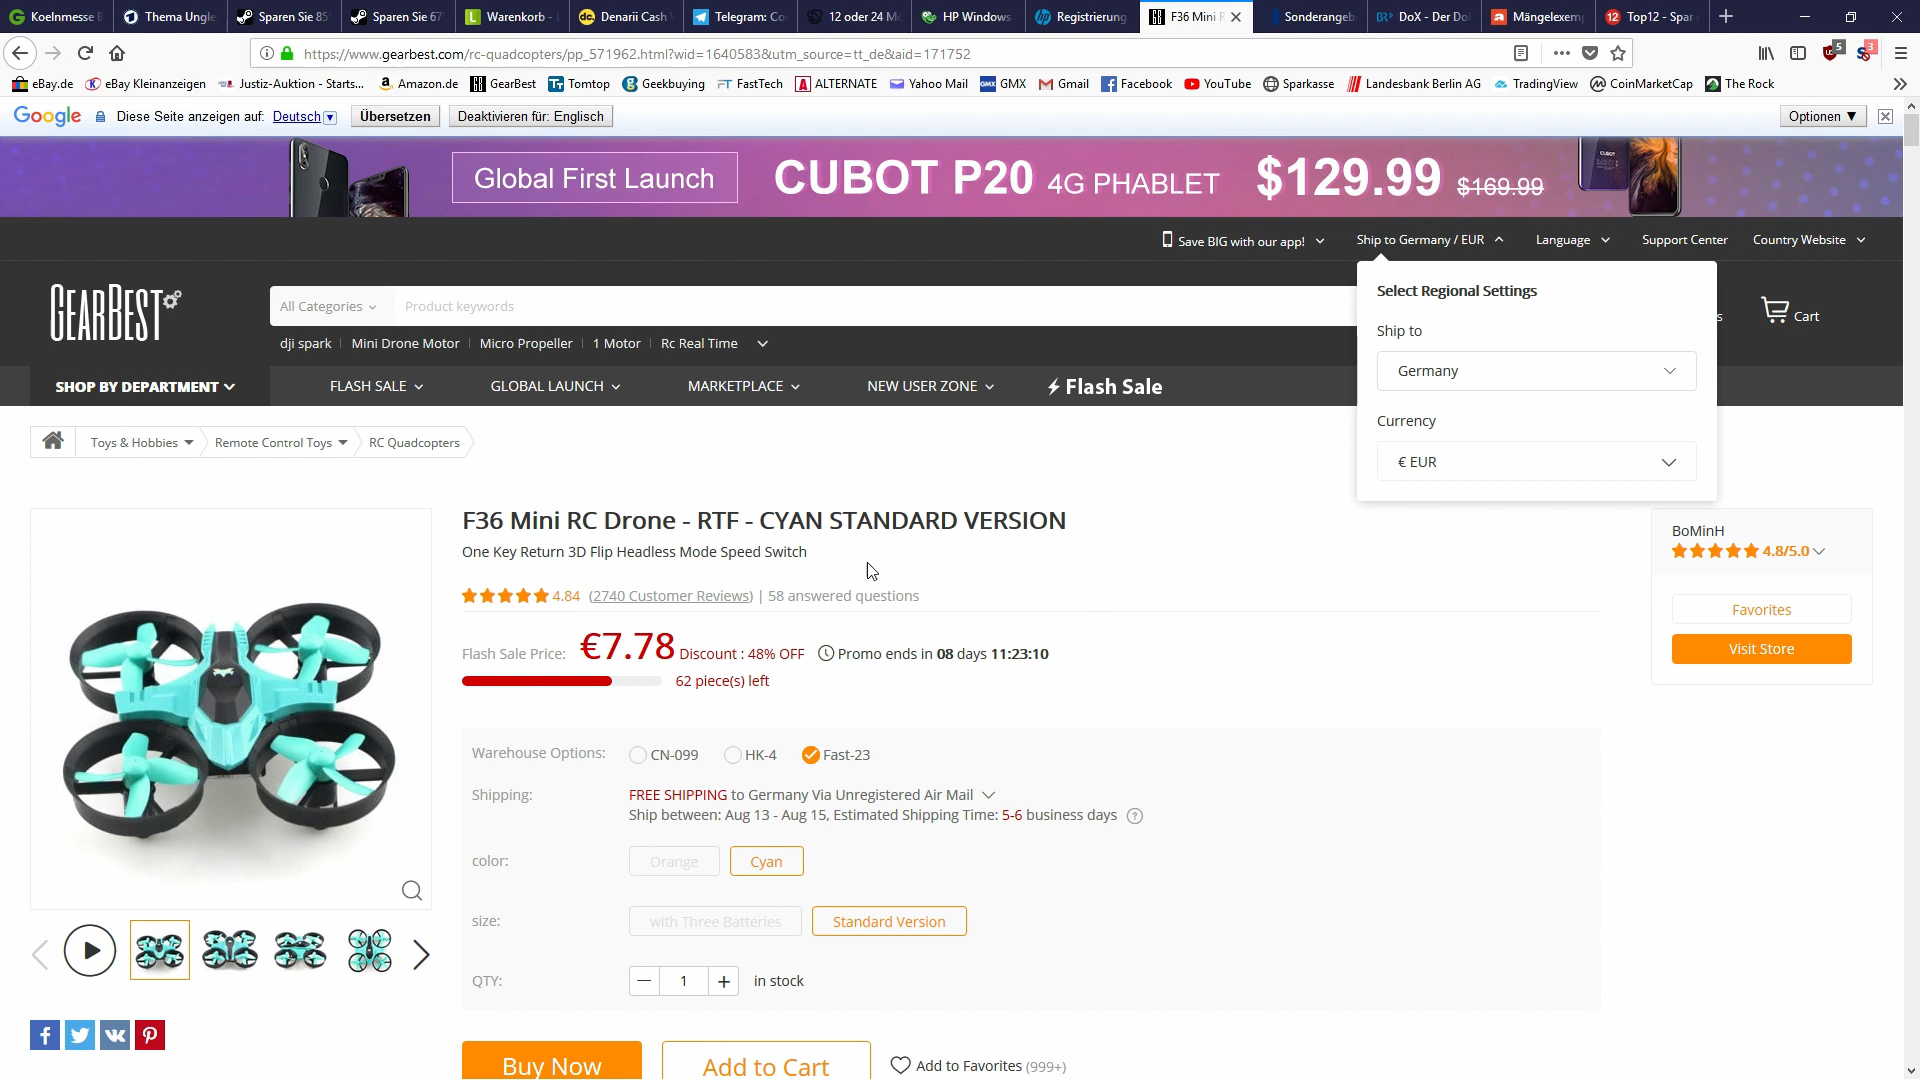 Koelnmesse
Thema Ungle
Sparen Sie 85
Sparen Sie 67
Warenkorb -
Denarii Cash
Telegram: Co
12 oder 24 M
HP Windows
Registrierung
F36 Mini R
Sonderangeb
DoX - Der Do
Mängelexemp
Top12 - Spar
https://www.gearbest.com/rc-quadcopters/pp_571962.html?wid=1640583&utm_source=tt_de&aid=171752
5
3
eBay.de
eBay Kleinanzeigen
Justiz-Auktion - Starts...
Amazon.de
GearBest
Tomtop
Geekbuying
FastTech
ALTERNATE
Yahoo Mail
GMX
Gmail
Facebook
YouTube
Sparkasse
Landesbank Berlin AG
TradingView
CoinMarketCap
The Rock
Google Diese Seite anzeigen auf: Deutsch Übersetzen Deaktivieren für: Englisch Optionen ▼
Global First Launch CUBOT P20 4G PHABLET $129.99 $169.99
Save BIG with our app! Ship to Germany / EUR Language Support Center Country Website
GEARBEST
All Categories Product keywords
Cart
dji spark | Mini Drone Motor | Micro Propeller | 1 Motor | Rc Real Time
SHOP BY DEPARTMENT FLASH SALE GLOBAL LAUNCH MARKETPLACE NEW USER ZONE Flash Sale
Select Regional Settings
Ship to
Germany
Currency
€ EUR
Toys & Hobbies Remote Control Toys RC Quadcopters
F36 Mini RC Drone - RTF - CYAN STANDARD VERSION
One Key Return 3D Flip Headless Mode Speed Switch
4.84 (2740 Customer Reviews) | 58 answered questions
Flash Sale Price: €7.78 Discount : 48% OFF Promo ends in 08 days 11:23:10
62 piece(s) left
BoMinH
4.8/5.0
Favorites
Visit Store
Warehouse Options: CN-099 HK-4 Fast-23
Shipping: FREE SHIPPING to Germany Via Unregistered Air Mail
Ship between: Aug 13 - Aug 15, Estimated Shipping Time: 5-6 business days ?
color: Orange Cyan
size: with Three Batteries Standard Version
QTY: 1 in stock
Buy Now Add to Cart Add to Favorites (999+)